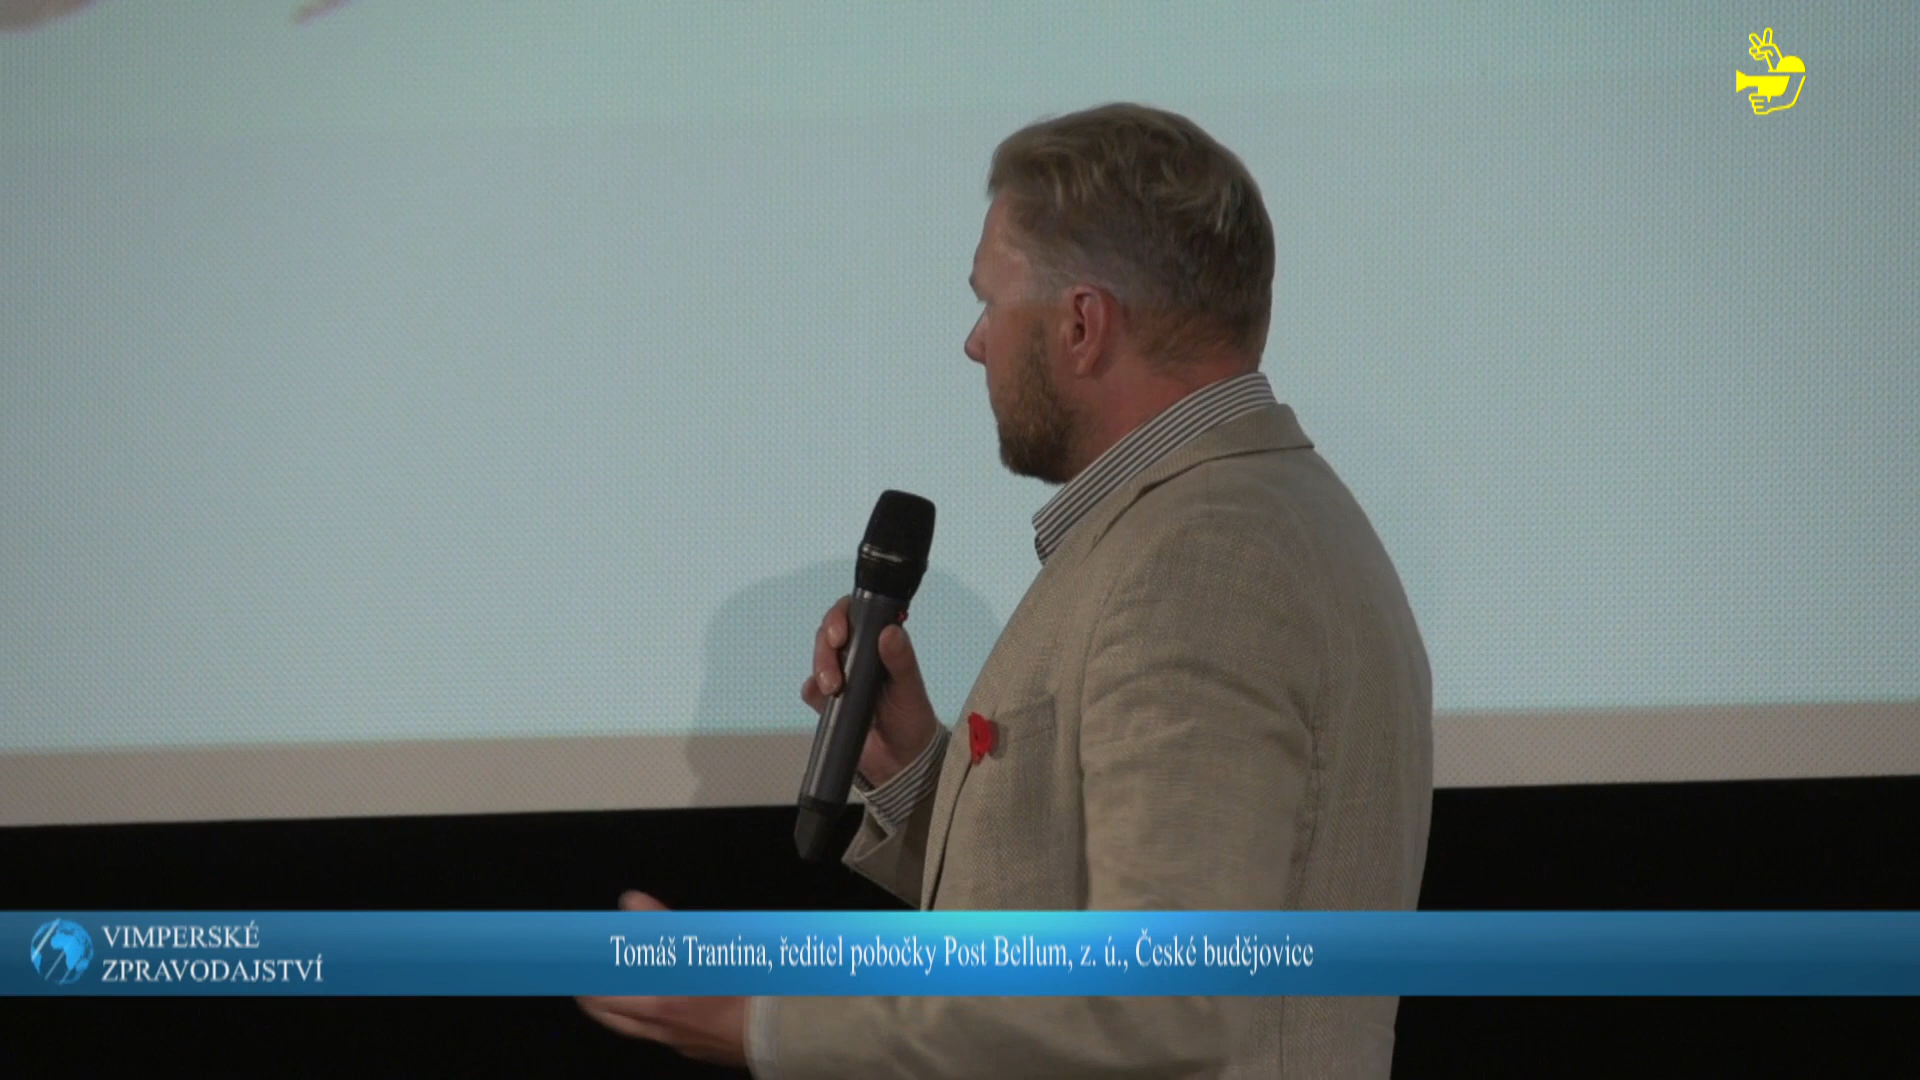 VIMPERSKÉ
ZPRAVODAJSTVÍ
Tomáš Trantina, ředitel pobočky Post Bellum, z. ú., České budějovice